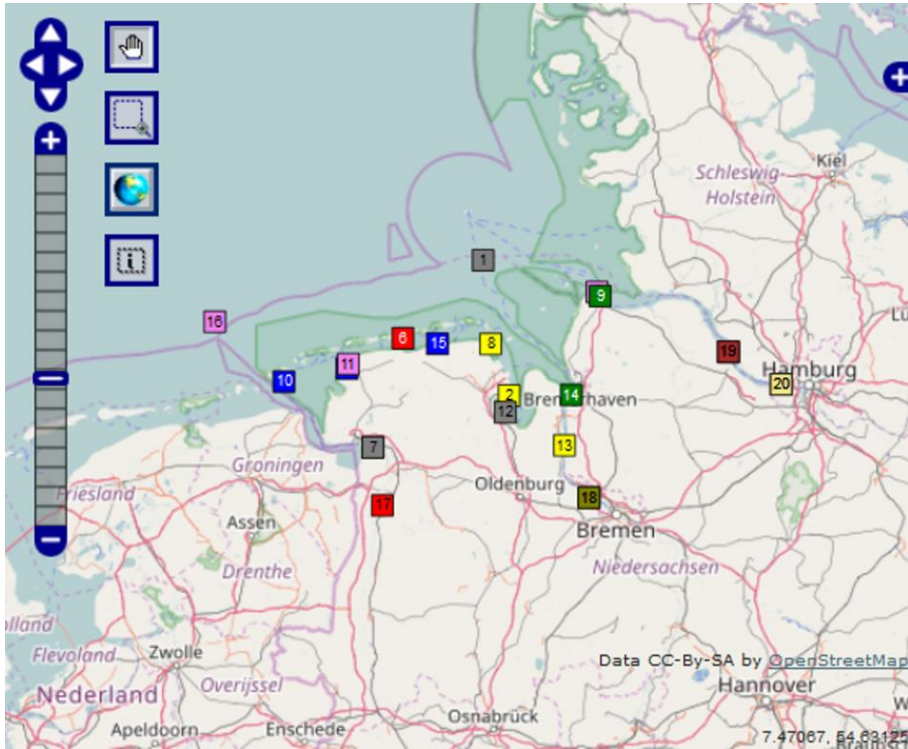 Kiel
Schleswig-
Holstein
1
9
16
6
15
8
11
10
19
Hamburg
20
2
14
Bremerhaven
12
7
13
Groningen
Friesland
Oldenburg
18
17
Assen
Bremen
Drenthe
Niedersachsen
olland
Flevoland
Zwolle
Data CC-By-SA by OpenStreetMap
Overijssel
Hannover
Nederland
Osnabrück
Apeldoorn
Enschede
7.47067, 54.63125